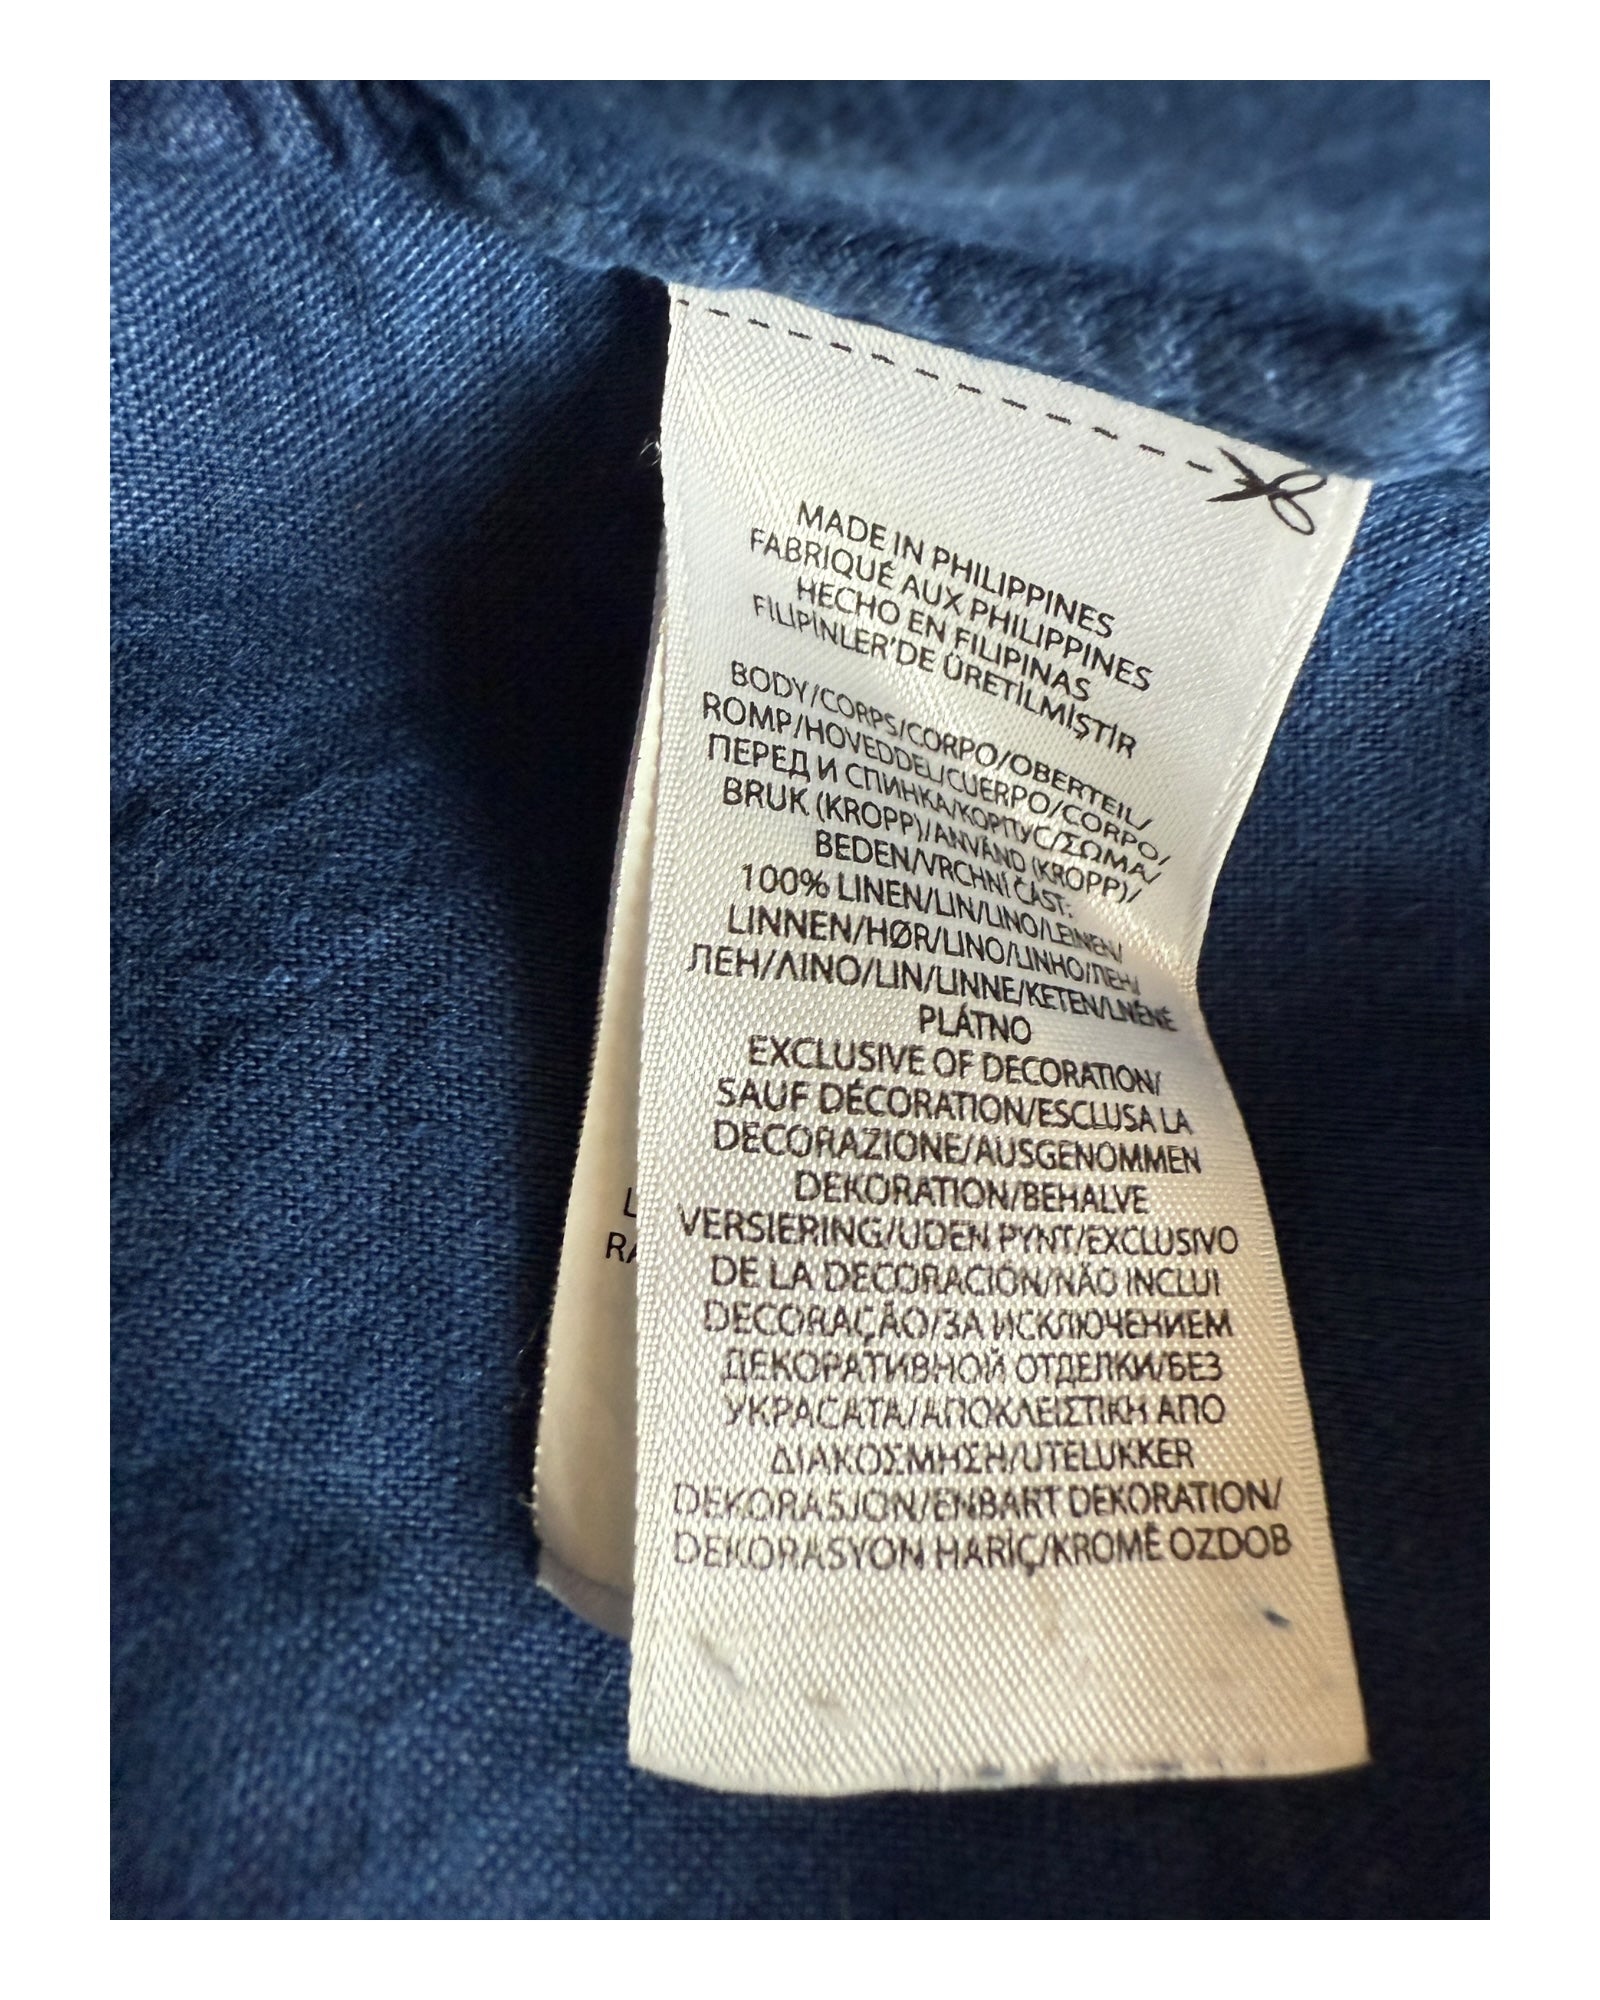 MADE IN PHILIPPINES
FABRIQUÉ AUX PHILIPPINES
HECHO EN FILIPINAS
FILIPINLER'DE ÜRETİLMİŞTİR
BODY/CORPS/CORPO/OBERTEIL/
ROMP/HOVEDDEL/CUERPO/CORPO/
ПЕРЕД И СПИНКА/КОРПУС/ΣΩΜΑ/
BRUK (KROPP)/ANVÄND (KROPP)/
BEDEN/VRCHNÍ ČÁST:
100% LINEN/LIN/LINO/LEINEN/
LINNEN/HØR/LINO/LINHO/ЛЕН/
ЛЕН/ΛΙΝΟ/LIN/LINNE/KETEN/LNĚNÉ
PLÁTNO
EXCLUSIVE OF DECORATION/
SAUF DÉCORATION/ESCLUSA LA
DECORAZIONE/AUSGENOMMEN
DEKORATION/BEHALVE
VERSIERING/UDEN PYNT/EXCLUSIVO
DE LA DECORACIÓN/NÃO INCLUI
DECORAÇÃO/ЗА ИСКЛЮЧЕНИЕМ
ДЕКОРАТИВНОЙ ОТДЕЛКИ/БЕЗ
УКРАСАТА/ΑΠΟΚΛΕΙΣΤΙΚΗ ΑΠΟ
ΔΙΑΚΟΣΜΗΣΗ/UTELUKKER
DEKORASJON/ENBART DEKORATION/
DEKORASYON HARİÇ/KROMĚ OZDOB